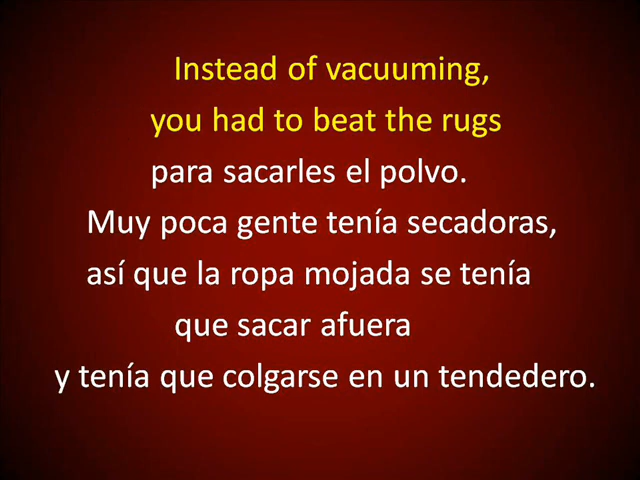 Instead of vacuuming,
you had to beat the rugs
para sacarles el polvo.
Muy poca gente tenía secadoras,
así que la ropa mojada se tenía
que sacar afuera
y tenía que colgarse en un tendedero.